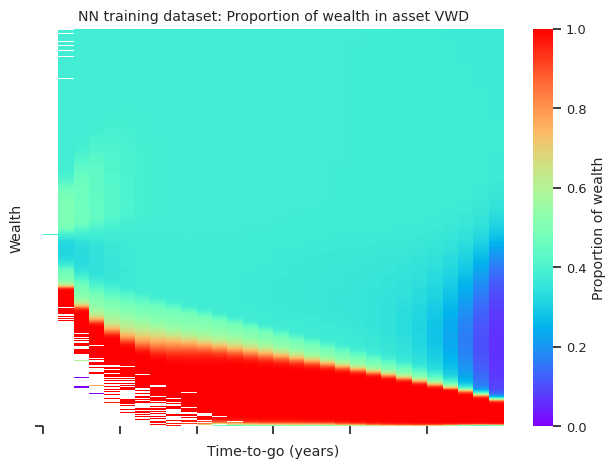 NN training dataset: Proportion of wealth in asset VWD
Wealth
Time-to-go (years)
1.0
0.8
0.6
0.4
0.2
0.0
Proportion of wealth